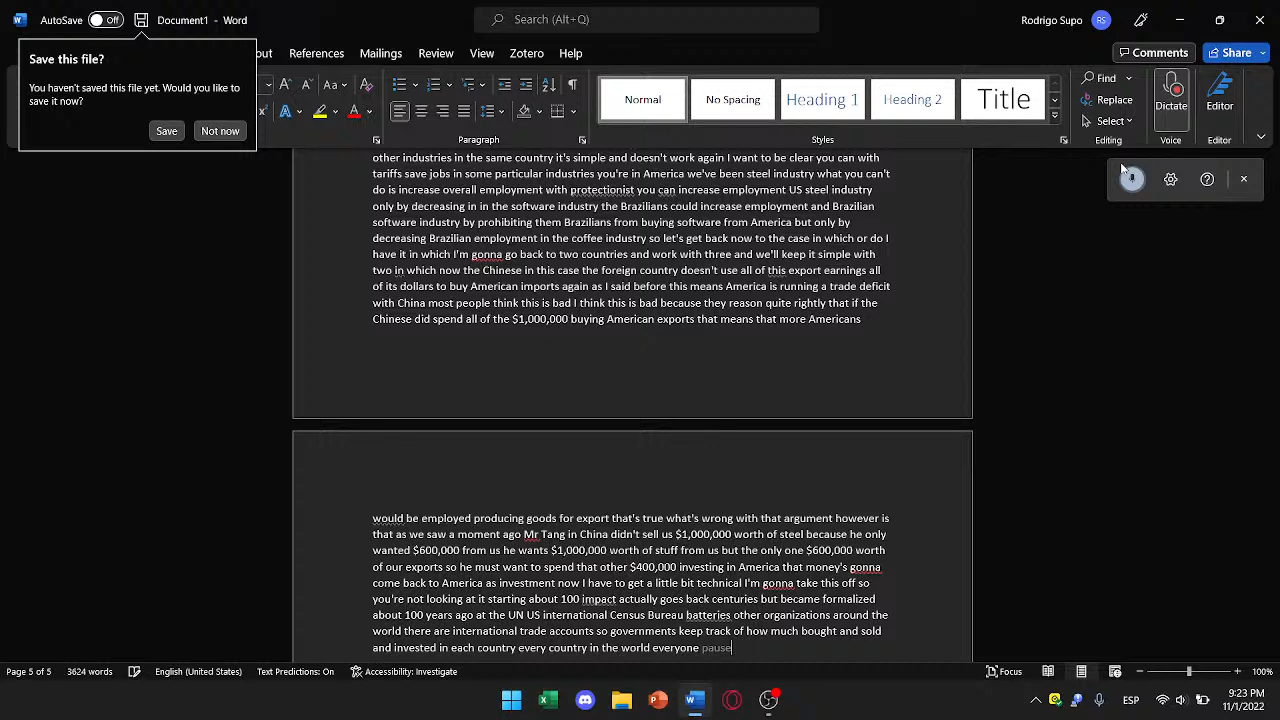 AutoSave Off Document1 - Word Search (Alt+Q) Rodrigo Supo RS
Save this file?
You haven't saved this file yet. Would you like to
save it now?
Save Not now
out References Mailings Review View Zotero Help Comments Share
Aa
A A
Normal No Spacing Heading 1 Heading 2 Title
Find
Replace
Select
Dictate Editor
Paragraph Styles Editing Voice Editor
other industries in the same country it's simple and doesn't work again I want to be clear you can with
tariffs save jobs in some particular industries you're in America we've been steel industry what you can't
do is increase overall employment with protectionist you can increase employment US steel industry
only by decreasing in in the software industry the Brazilians could increase employment and Brazilian
software industry by prohibiting them Brazilians from buying software from America but only by
decreasing Brazilian employment in the coffee industry so let's get back now to the case in which or do I
have it in which I'm gonna go back to two countries and work with three and we'll keep it simple with
two in which now the Chinese in this case the foreign country doesn't use all of this export earnings all
of its dollars to buy American imports again as I said before this means America is running a trade deficit
with China most people think this is bad I think this is bad because they reason quite rightly that if the
Chinese did spend all of the $1,000,000 buying American exports that means that more Americans
would be employed producing goods for export that's true what's wrong with that argument however is
that as we saw a moment ago Mr Tang in China didn't sell us $1,000,000 worth of steel because he only
wanted $600,000 from us he wants $1,000,000 worth of stuff from us but the only one $600,000 worth
of our exports so he must want to spend that other $400,000 investing in America that money's gonna
come back to America as investment now I have to get a little bit technical I'm gonna take this off so
you're not looking at it starting about 100 impact actually goes back centuries but became formalized
about 100 years ago at the UN US international Census Bureau batteries other organizations around the
world there are international trade accounts so governments keep track of how much bought and sold
and invested in each country every country in the world everyone pause
Page 5 of 5 3624 words English (United States) Text Predictions: On Accessibility: Investigate Focus 100%
ESP 9:23 PM
11/1/2022